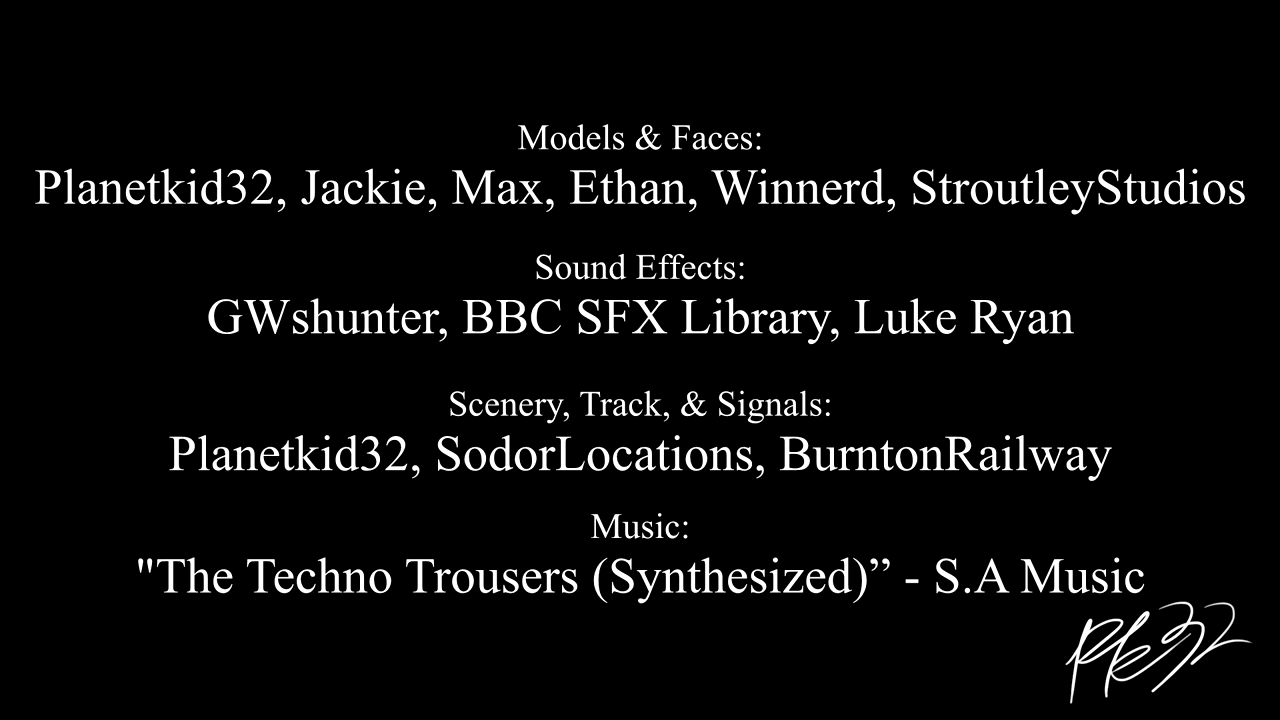 Models & Faces:
Planetkid32, Jackie, Max, Ethan, Winnerd, StroutleyStudios
Sound Effects:
GWshunter, BBC SFX Library, Luke Ryan
Scenery, Track, & Signals:
Planetkid32, SodorLocations, BurntonRailway
Music:
"The Techno Trousers (Synthesized)” - S.A Music
PK32